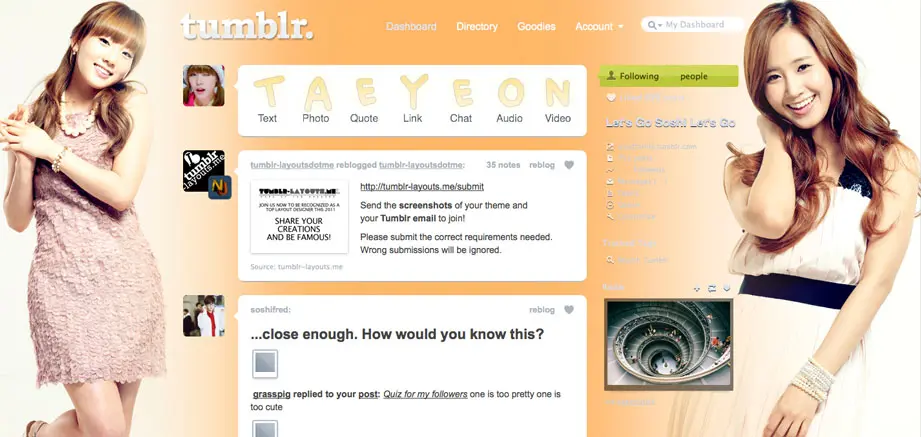 tumblr.
Dashboard Directory Goodies Account My Dashboard
TAEYEON
Text Photo Quote Link Chat Audio Video
Following people
Let's Go Soshi Let's Go
tumblr-layoutsdotme reblogged tumblr-layoutsdotme: 35 notes reblog
I
tumblr
layouts.me
N
TUMBLR-LAYOUTS.ME
JOIN US NOW TO BE RECOGNIZED AS A
TOP LAYOUT DESIGNER THIS 2011
SHARE YOUR
CREATIONS
AND BE FAMOUS!
http://tumblr-layouts.me/submit
Send the screenshots of your theme and
your Tumblr email to join!
Please submit the correct requirements needed.
Wrong submissions will be ignored.
Source: tumblr-layouts.me
soshifred: reblog
...close enough. How would you know this?
grasspig replied to your post: Quiz for my followers one is too pretty one is
too cute
Radar